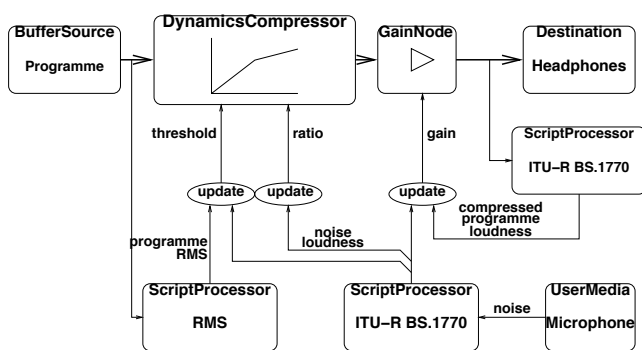 BufferSource
Programme
DynamicsCompressor
GainNode
Destination
Headphones
threshold
ratio
gain
ScriptProcessor
ITU-R BS.1770
update
update
update
compressed
programme
loudness
programme
RMS
noise
loudness
ScriptProcessor
RMS
ScriptProcessor
ITU-R BS.1770
noise
UserMedia
Microphone